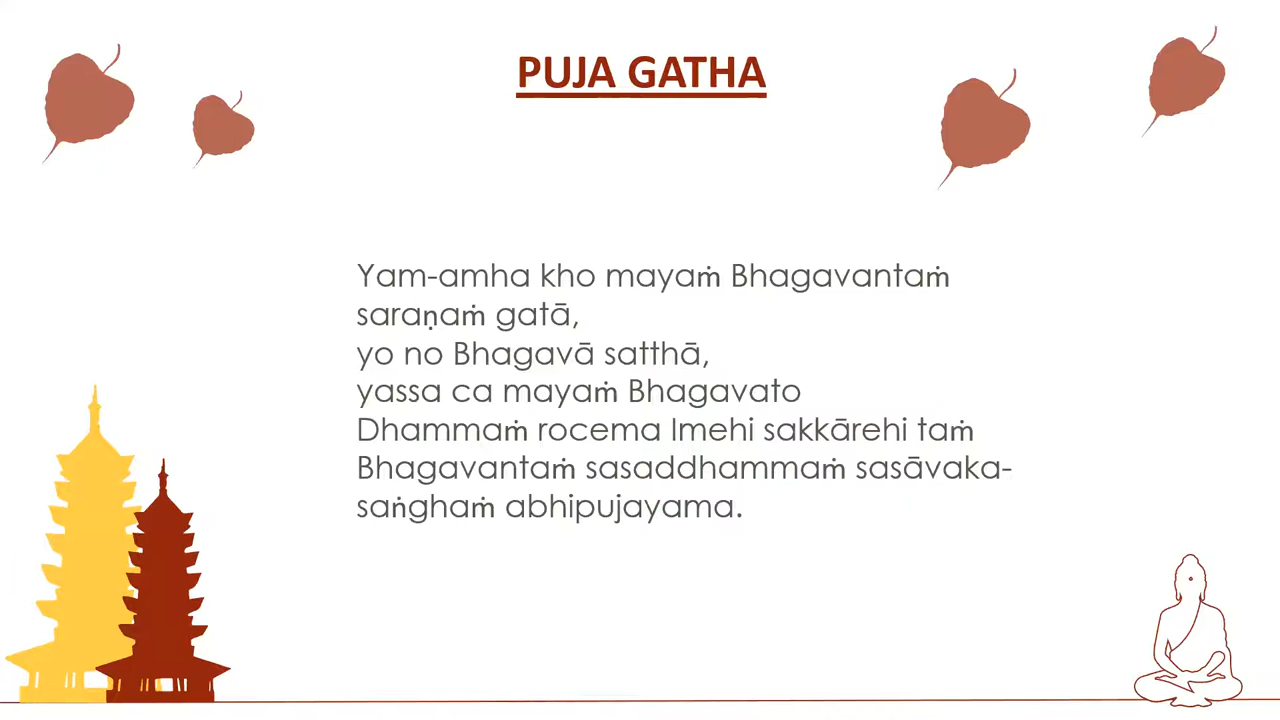 PUJA GATHA
Yam-amha kho mayaṁ Bhagavantaṁ
saraṇaṁ gatā,
yo no Bhagavā satthā,
yassa ca mayaṁ Bhagavato
Dhammaṁ rocema Imehi sakkārehi taṁ
Bhagavantaṁ sasaddhammaṁ sasāvaka-
saṅghaṁ abhipujayama.